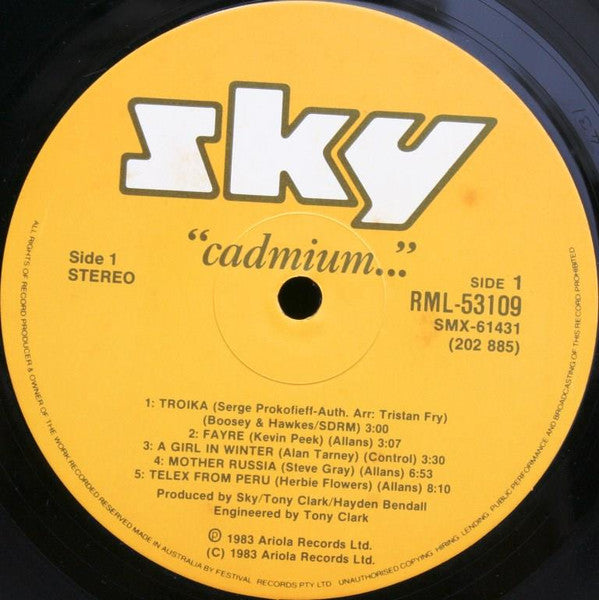 sky
“cadmium...”
Side 1
STEREO
SIDE 1
RML-53109
SMX-61431
(202 885)
1: TROIKA (Serge Prokofieff-Auth. Arr: Tristan Fry)
(Boosey & Hawkes/SDRM) 3:00
2: FAYRE (Kevin Peek) (Allans) 3:07
3: A GIRL IN WINTER (Alan Tarney) (Control) 3:30
4: MOTHER RUSSIA (Steve Gray) (Allans) 6:53
5: TELEX FROM PERU (Herbie Flowers) (Allans) 8:10
Produced by Sky/Tony Clark/Hayden Bendall
Engineered by Tony Clark
Ⓟ 1983 Ariola Records Ltd.
(C) 1983 Ariola Records Ltd.
ALL RIGHTS OF RECORD PRODUCER & OWNER OF THE WORK RECORDED RESERVED MADE IN AUSTRALIA BY FESTIVAL RECORDS PTY LTD. UNAUTHORISED COPYING HIRING LENDING PUBLIC PERFORMANCE AND BROADCASTING OF THIS RECORD PROHIBITED